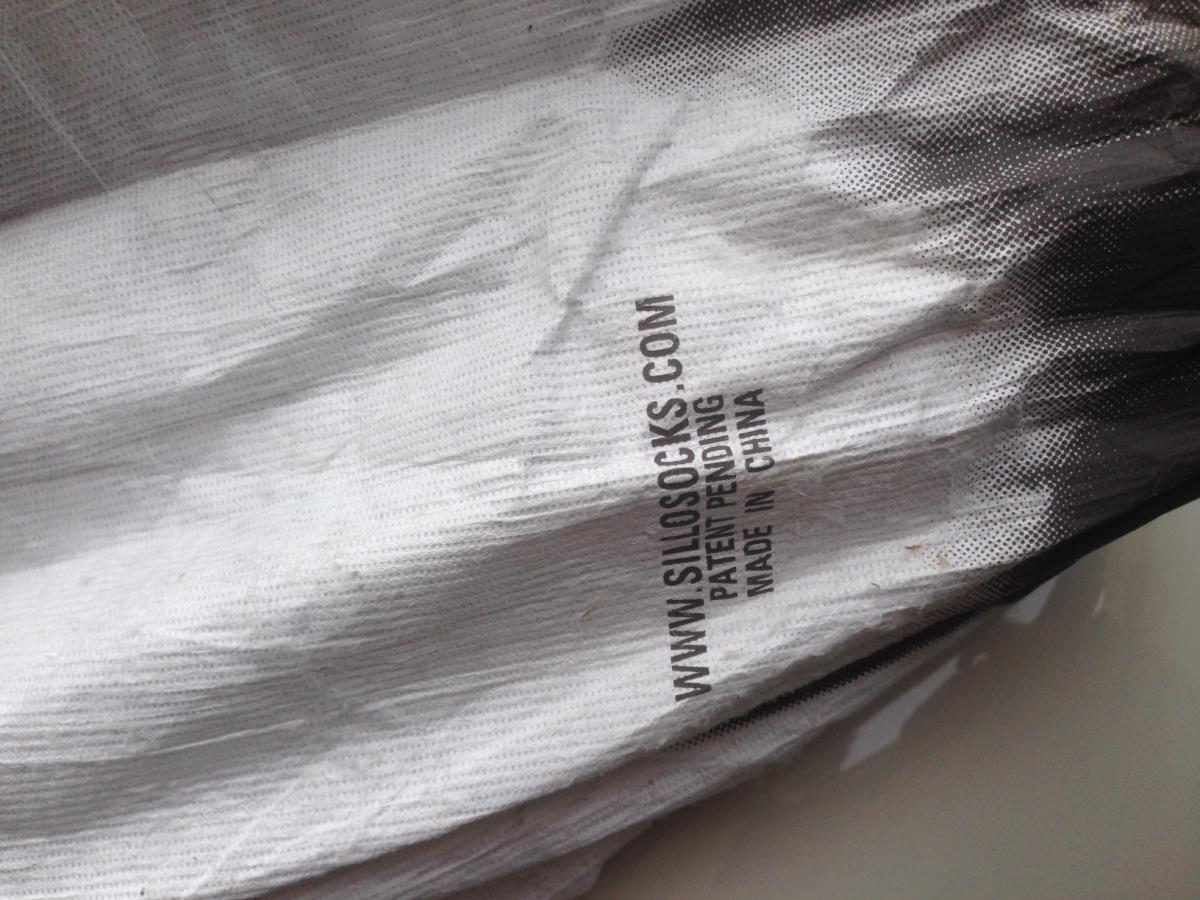 WWW.SILLOSOCKS.COM
PATENT PENDING
MADE IN CHINA